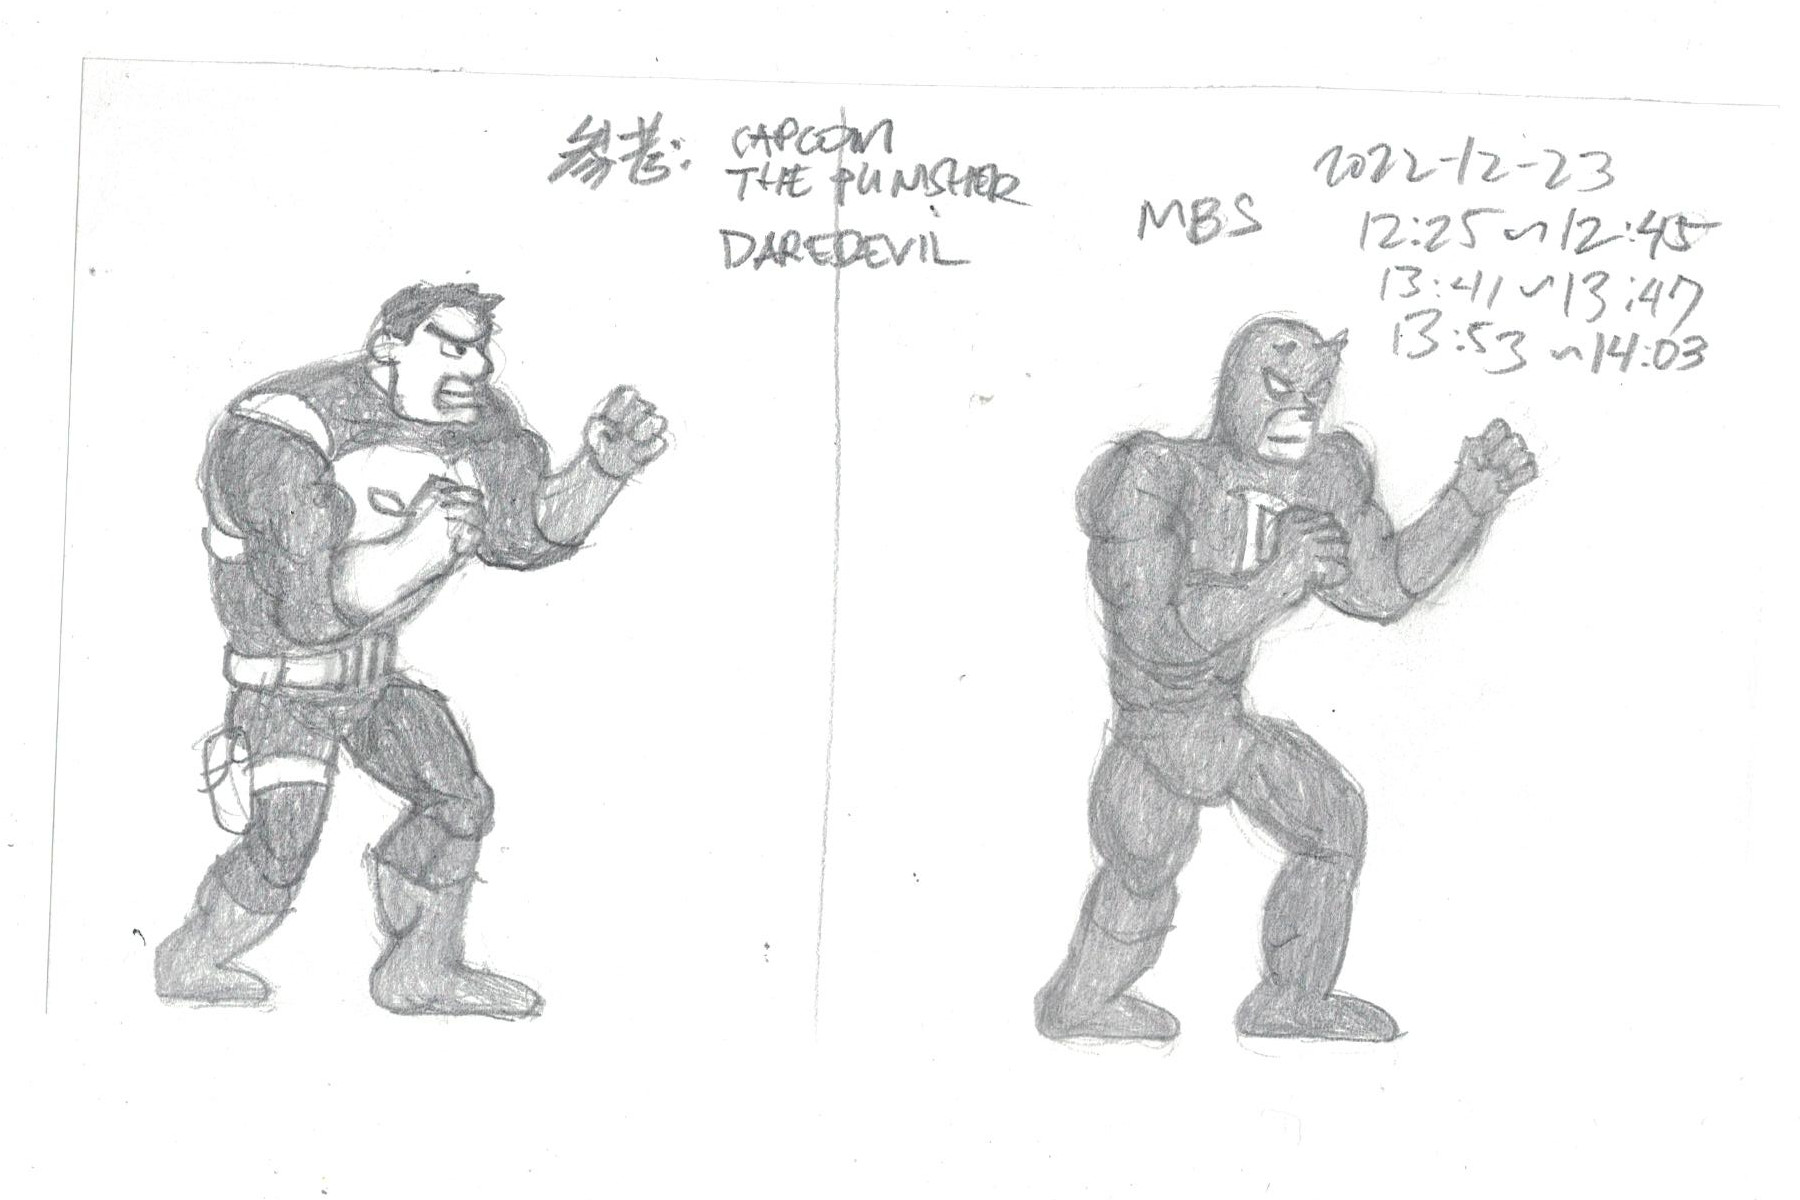 参考: CAPCOM
THE PUNISHER
DAREDEVIL
MBS
2022-12-23
12:25~12:45
13:41~13:47
13:53~14:03
D